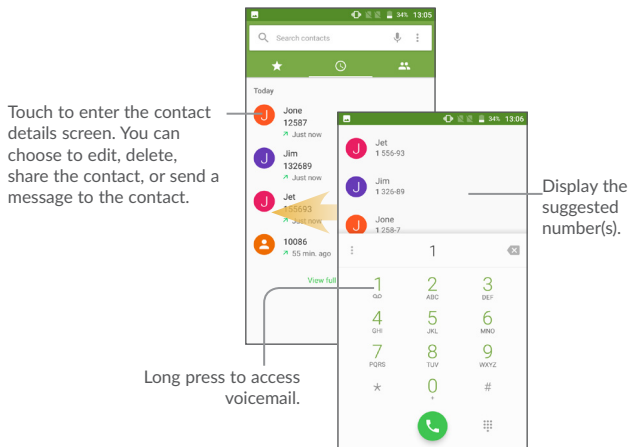 34% 13:05
Search contacts
Today
Jone
12587
Just now
Jim
132689
Just now
Jet
155693
Just now
10086
55 min. ago
View full
Touch to enter the contact
details screen. You can
choose to edit, delete,
share the contact, or send a
message to the contact.
34% 13:06
J
Jet
1 556-93
J
Jim
1 326-89
J
Jone
1 258-7
1
1
2
ABC
3
DEF
4
GHI
5
JKL
6
MNO
7
PQRS
8
TUV
9
WXYZ
*
0
+
#
Display the
suggested
number(s).
Long press to access
voicemail.